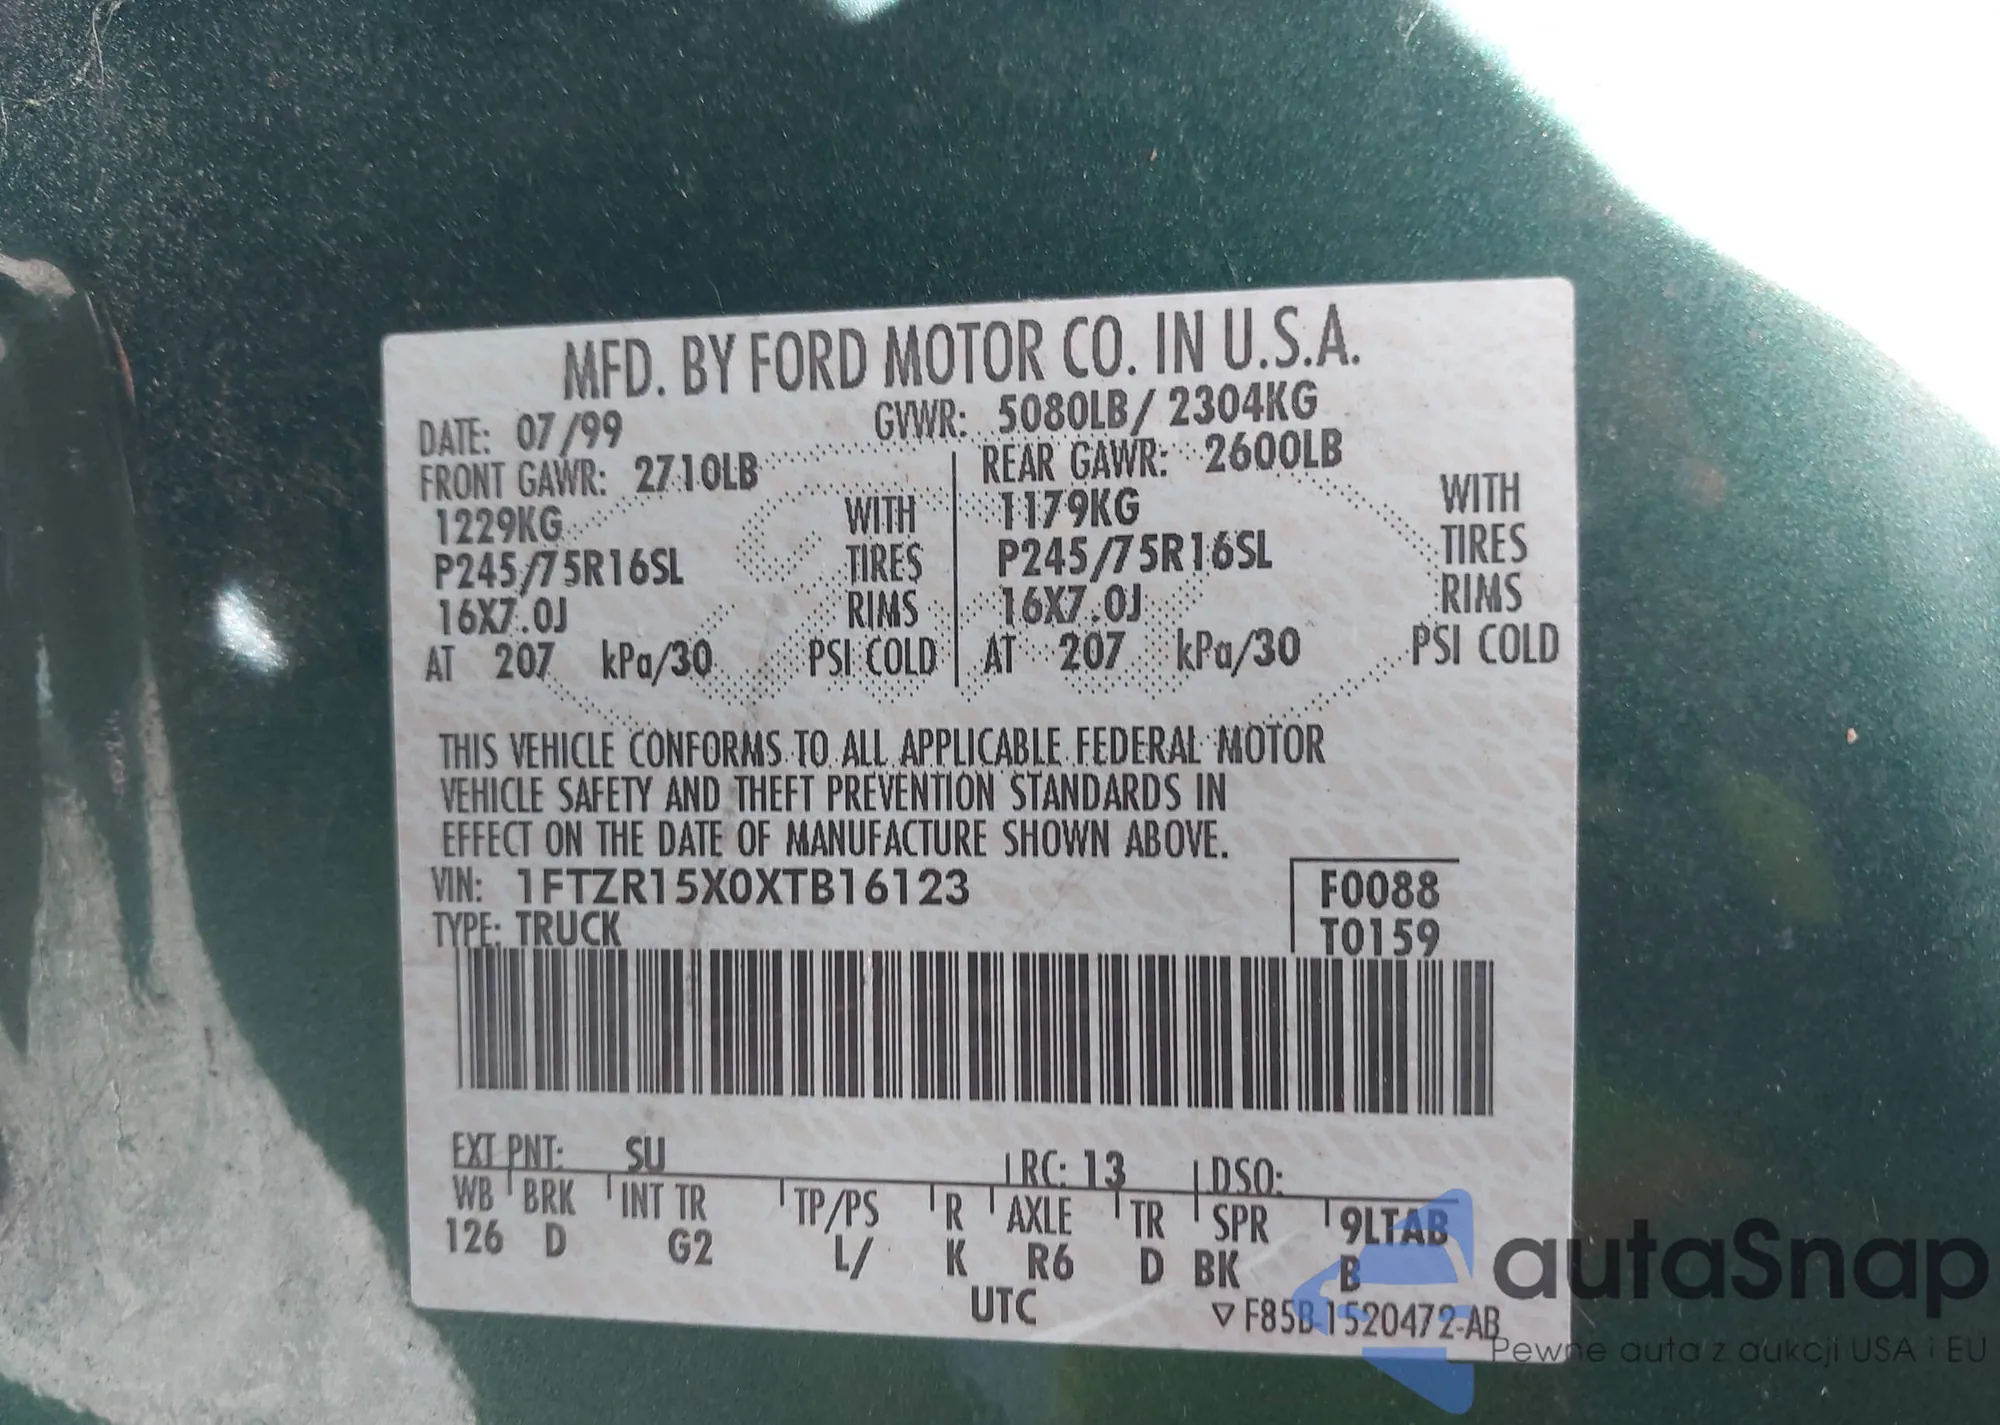 MFD. BY FORD MOTOR CO. IN U.S.A.
DATE: 07/99 GVWR: 5080LB/ 2304KG
FRONT GAWR: 2710LB REAR GAWR: 2600LB
1229KG WITH 1179KG WITH
P245/75R16SL TIRES P245/75R16SL TIRES
16X7.0J RIMS 16X7.0J RIMS
AT 207 kPa/30 PSI COLD AT 207 kPa/30 PSI COLD
THIS VEHICLE CONFORMS TO ALL APPLICABLE FEDERAL MOTOR
VEHICLE SAFETY AND THEFT PREVENTION STANDARDS IN
EFFECT ON THE DATE OF MANUFACTURE SHOWN ABOVE.
VIN: 1FTZR15X0XTB16123 F0088
TYPE: TRUCK T0159
EXT PNT: SU RC: 13 DSO:
WB BRK INT TR TP/PS R AXLE TR SPR 9LTAB
126 D G2 L/ K R6 D BK B
UTC ▽ F85B-1520472-AB
autaSnap
Pewne auta z aukcji USA i EU